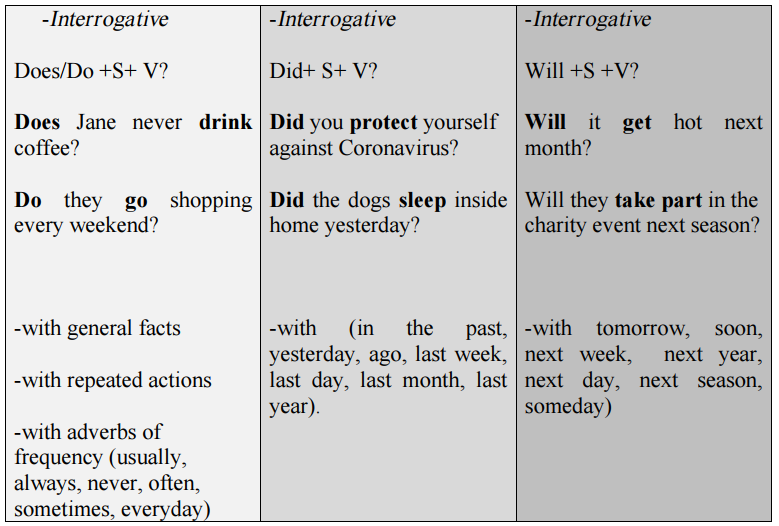 -Interrogative
Does/Do +S+ V?
Does Jane never drink
coffee?
Do they go shopping
every weekend?
-with general facts
-with repeated actions
-with adverbs of
frequency (usually,
always, never, often,
sometimes, everyday)
-Interrogative
Did+ S+ V?
Did you protect yourself
against Coronavirus?
Did the dogs sleep inside
home yesterday?
-with (in the past,
yesterday, ago, last week,
last day, last month, last
year).
-Interrogative
Will +S +V?
Will it get hot next
month?
Will they take part in the
charity event next season?
-with tomorrow, soon,
next week, next year,
next day, next season,
someday)